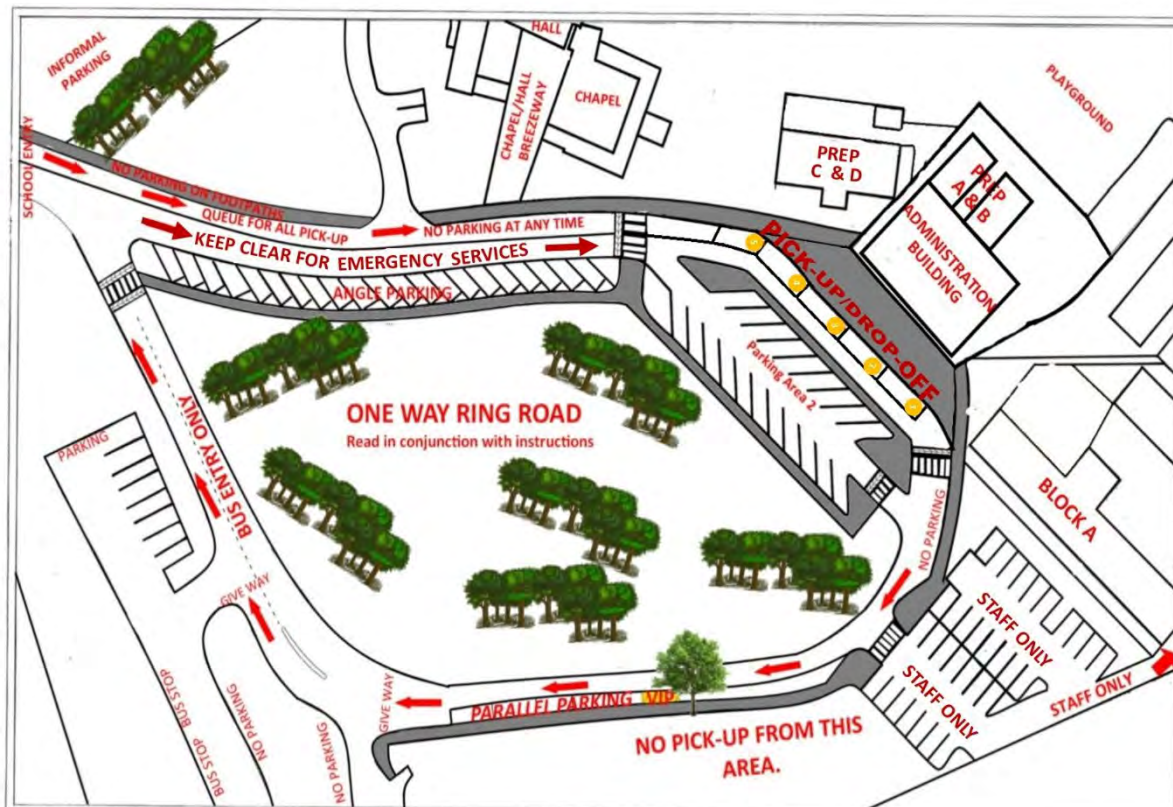 INFORMAL
PARKING
HALL
CHAPEL/HALL
BREEZEWAY
CHAPEL
PREP
C & D
PREP
A & B
ADMINISTRATION
BUILDING
PLAYGROUND
SCHOOL ENTRY
NO PARKING ON FOOTPATHS
QUEUE FOR ALL PICK-UP
NO PARKING AT ANY TIME
KEEP CLEAR FOR EMERGENCY SERVICES
ANGLE PARKING
PICK-UP/DROP-OFF
Parking Area 2
ONE WAY RING ROAD
Read in conjunction with instructions
PARKING
BUS ENTRY ONLY
GIVE WAY
BLOCK A
NO PARKING
STAFF ONLY
STAFF ONLY
STAFF ONLY
PARALLEL PARKING
VIP
GIVE WAY
BUS STOP
BUS STOP
NO PARKING
NO PARKING
NO PICK-UP FROM THIS
AREA.